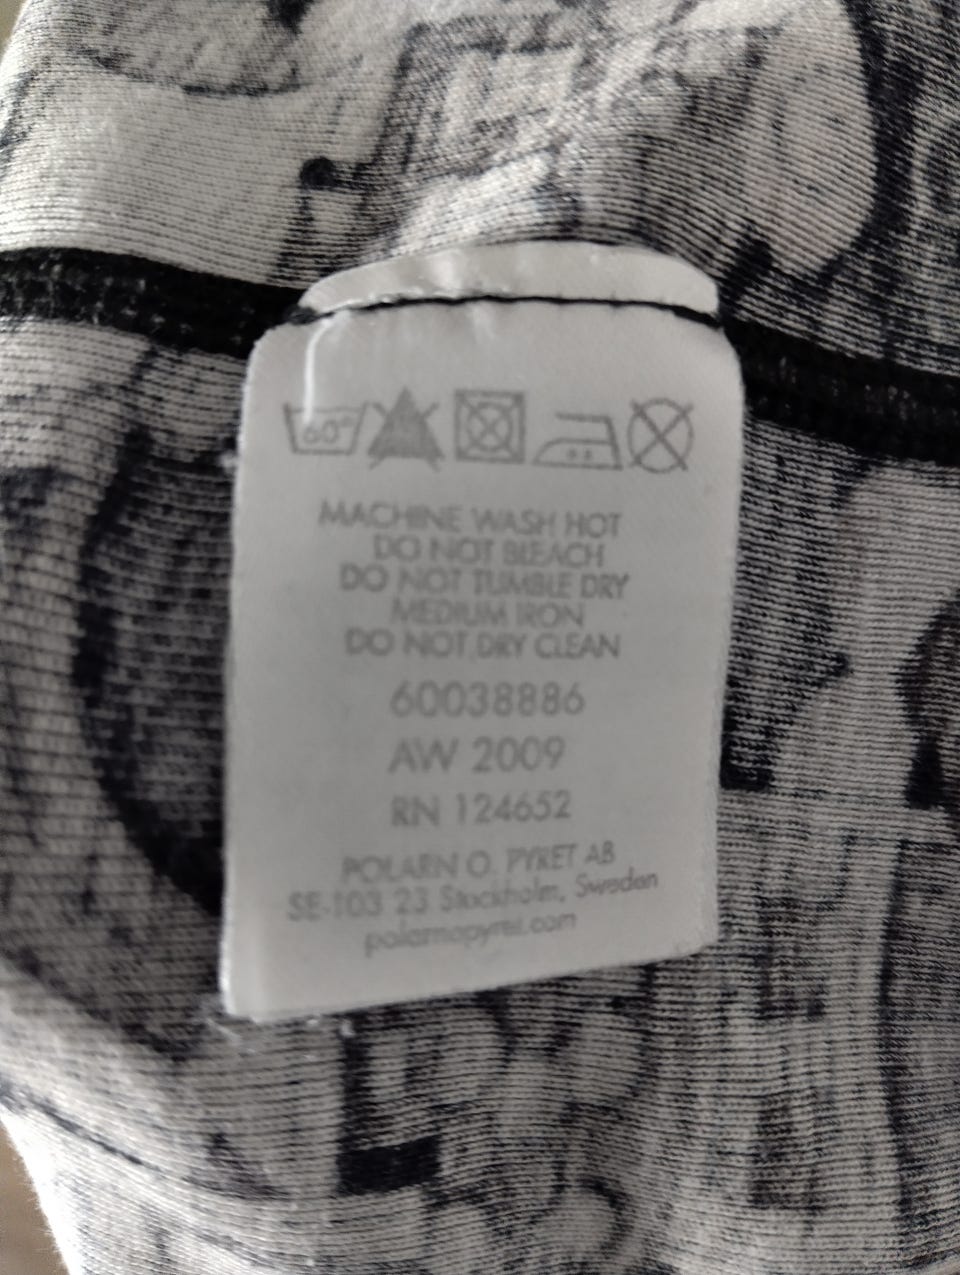 60°
MACHINE WASH HOT
DO NOT BLEACH
DO NOT TUMBLE DRY
MEDIUM IRON
DO NOT DRY CLEAN
60038886
AW 2009
RN 124652
POLARN O. PYRET AB
SE-103 23 Stockholm, Sweden
polarnopyret.com